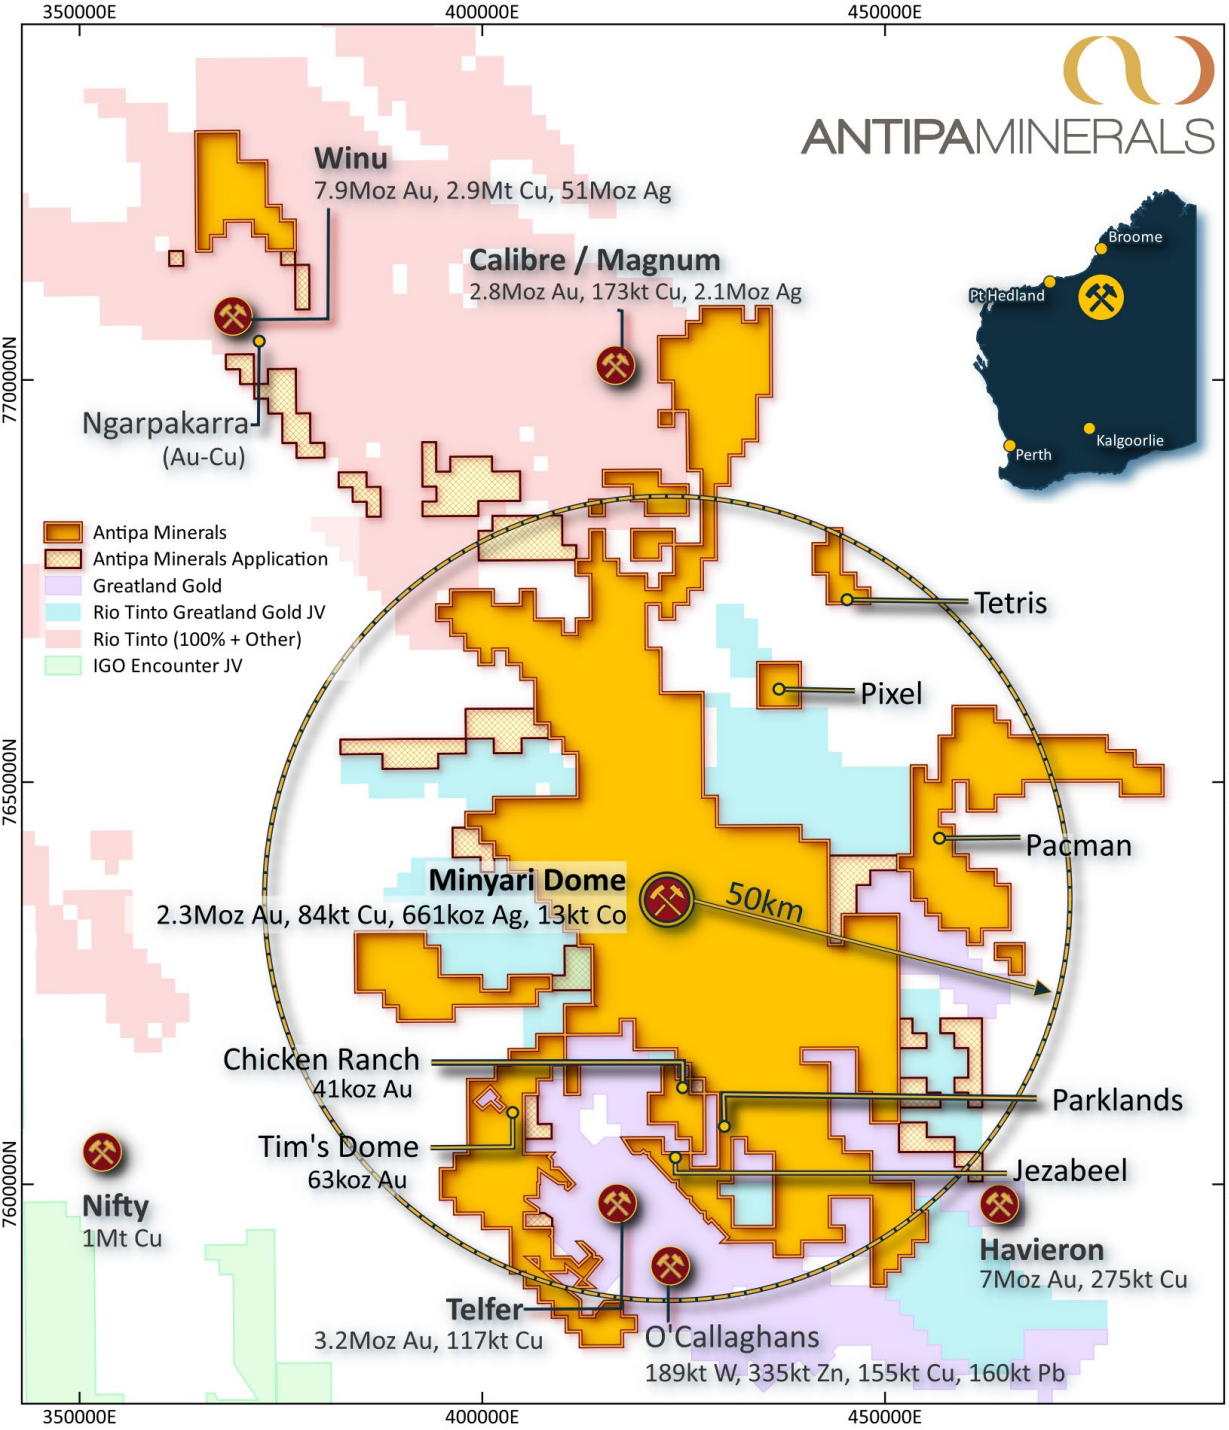 350000E
400000E
450000E
ANTIPAMINERALS
Winu
7.9Moz Au, 2.9Mt Cu, 51Moz Ag
Calibre / Magnum
2.8Moz Au, 173kt Cu, 2.1Moz Ag
Broome
Pt Hedland
Kalgoorlie
Perth
7700000N
Ngarpakarra
(Au-Cu)
Antipa Minerals
Antipa Minerals Application
Greatland Gold
Rio Tinto Greatland Gold JV
Rio Tinto (100% + Other)
IGO Encounter JV
Tetris
Pixel
7650000N
Pacman
Minyari Dome
2.3Moz Au, 84kt Cu, 661koz Ag, 13kt Co
50km
Chicken Ranch
41koz Au
Parklands
Tim's Dome
63koz Au
Jezabeel
7600000N
Nifty
1Mt Cu
Havieron
7Moz Au, 275kt Cu
Telfer
3.2Moz Au, 117kt Cu
O'Callaghans
189kt W, 335kt Zn, 155kt Cu, 160kt Pb
350000E
400000E
450000E